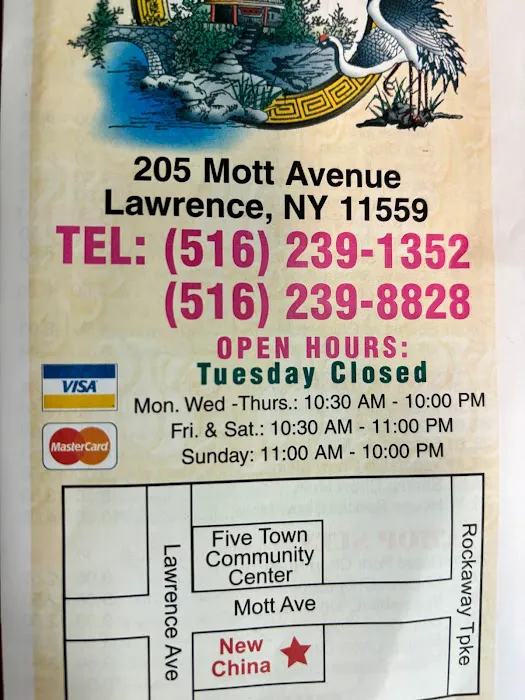 205 Mott Avenue
Lawrence, NY 11559
TEL: (516) 239-1352
(516) 239-8828
OPEN HOURS:
Tuesday Closed
VISA
Mon. Wed -Thurs.: 10:30 AM - 10:00 PM
Fri. & Sat.: 10:30 AM - 11:00 PM
MasterCard
Sunday: 11:00 AM - 10:00 PM
Five Town
Community
Center
Lawrence Ave
Mott Ave
Rockaway Tpke
New
China